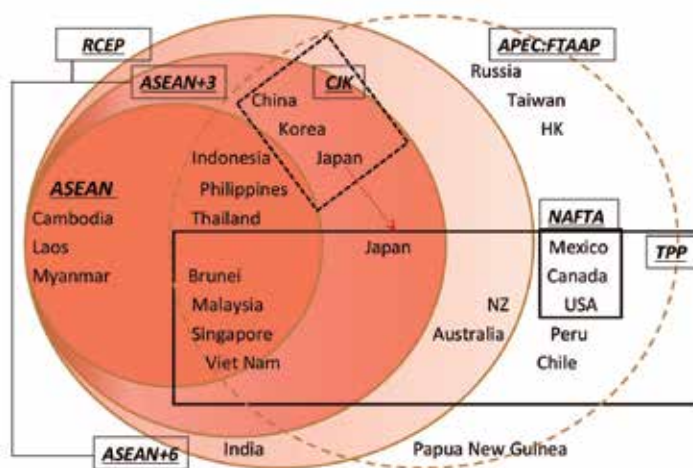 RCEP
APEC:FTAAP
Russia
ASEAN+3
CJK
China
Taiwan
Korea
HK
Indonesia
Japan
ASEAN
Philippines
Cambodia
Thailand
NAFTA
Laos
Japan
Mexico
TPP
Myanmar
Brunei
Canada
Malaysia
NZ
USA
Singapore
Australia
Peru
Viet Nam
Chile
ASEAN+6
India
Papua New Guinea